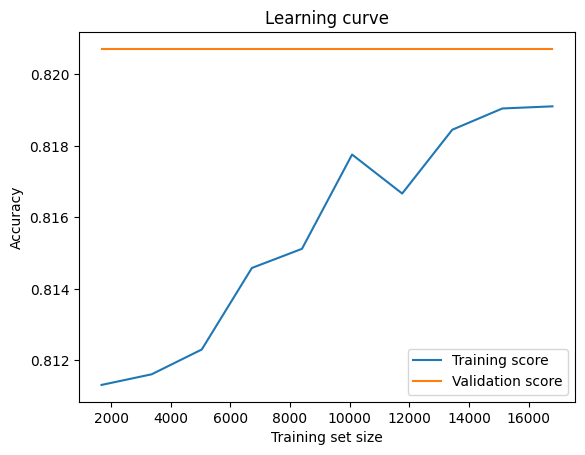 Learning curve
0.820
0.818
0.816
0.814
0.812
Accuracy
Training score
Validation score
2000 4000 6000 8000 10000 12000 14000 16000
Training set size